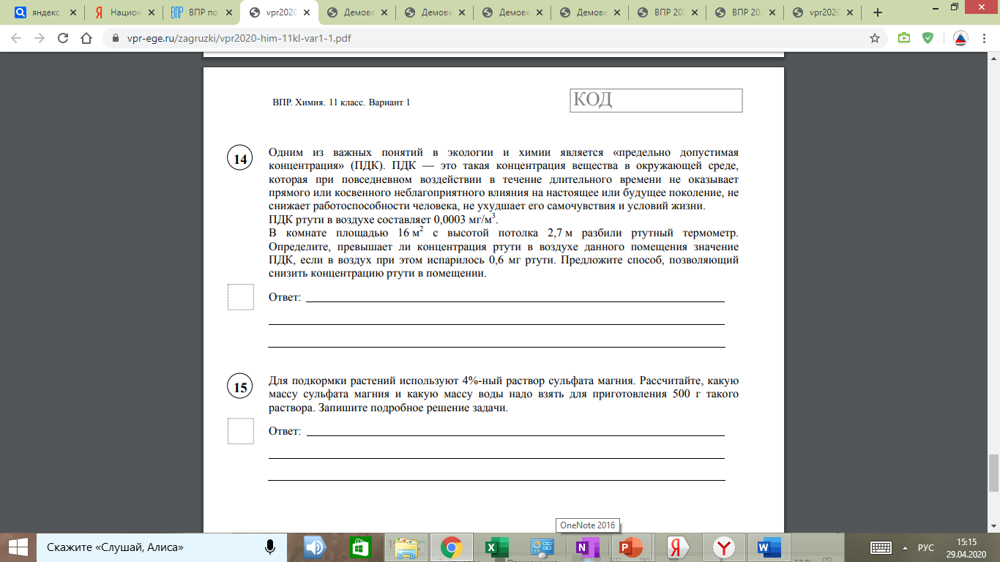 яндекс
Национ
ВПР по
vpr2020
Демове
Демове
Демове
Демове
ВПР 202
ВПР 202
vpr2020
vpr-ege.ru/zagruzki/vpr2020-him-11kl-var1-1.pdf
ВПР. Химия. 11 класс. Вариант 1
КОД
14
Одним из важных понятий в экологии и химии является «предельно допустимая
концентрация» (ПДК). ПДК — это такая концентрация вещества в окружающей среде,
которая при повседневном воздействии в течение длительного времени не оказывает
прямого или косвенного неблагоприятного влияния на настоящее или будущее поколение, не
снижает работоспособности человека, не ухудшает его самочувствия и условий жизни.
ПДК ртути в воздухе составляет 0,0003 мг/м³.
В комнате площадью 16 м² с высотой потолка 2,7 м разбили ртутный термометр.
Определите, превышает ли концентрация ртути в воздухе данного помещения значение
ПДК, если в воздух при этом испарилось 0,6 мг ртути. Предложите способ, позволяющий
снизить концентрацию ртути в помещении.
Ответ:
15
Для подкормки растений используют 4%-ный раствор сульфата магния. Рассчитайте, какую
массу сульфата магния и какую массу воды надо взять для приготовления 500 г такого
раствора. Запишите подробное решение задачи.
Ответ:
OneNote 2016
Скажите «Слушай, Алиса»
РУС
15:15
29.04.2020